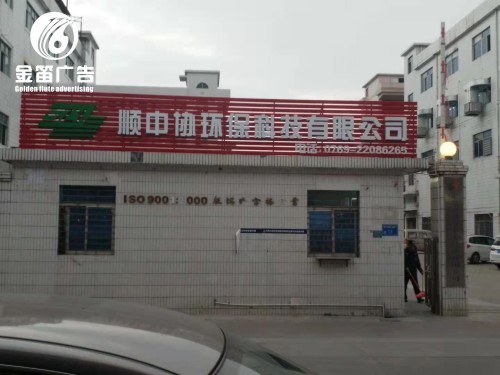 金笛广告
Golden flute advertising
顺中协环保科技有限公司
电话:0769-22086265
ISO900
000